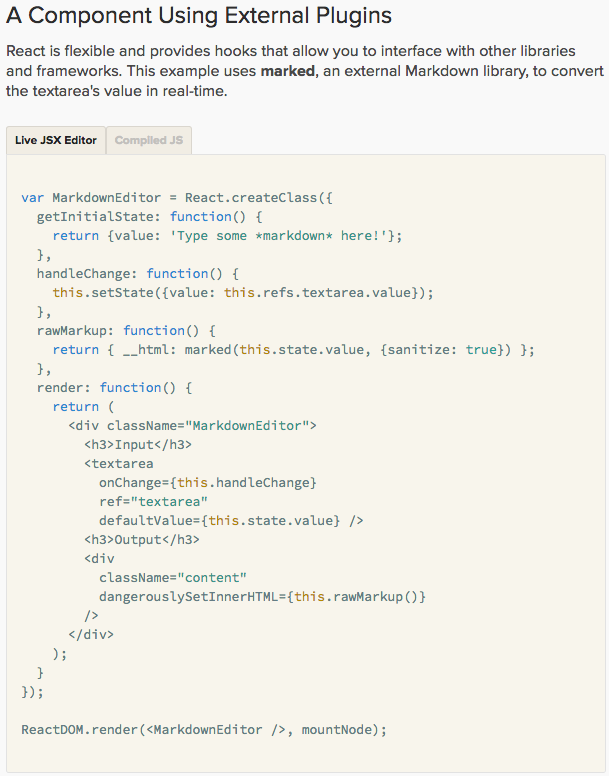 A Component Using External Plugins
React is flexible and provides hooks that allow you to interface with other libraries
and frameworks. This example uses marked, an external Markdown library, to convert
the textarea's value in real-time.
Live JSX Editor
Compiled JS
var MarkdownEditor = React.createClass({
  getInitialState: function() {
    return {value: 'Type some *markdown* here!'};
  },
  handleChange: function() {
    this.setState({value: this.refs.textarea.value});
  },
  rawMarkup: function() {
    return { __html: marked(this.state.value, {sanitize: true}) };
  },
  render: function() {
    return (
      <div className="MarkdownEditor">
        <h3>Input</h3>
        <textarea
          onChange={this.handleChange}
          ref="textarea"
          defaultValue={this.state.value} />
        <h3>Output</h3>
        <div
          className="content"
          dangerouslySetInnerHTML={this.rawMarkup()}
        />
      </div>
    );
  }
});
ReactDOM.render(<MarkdownEditor />, mountNode);